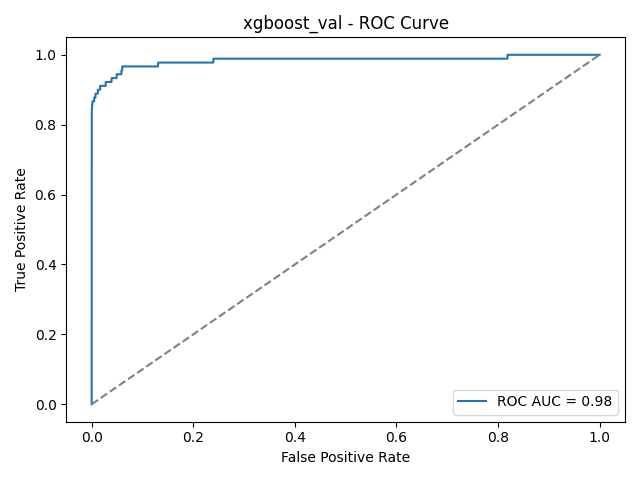 xgboost_val - ROC Curve
1.0
0.8
0.6
0.4
0.2
0.0
True Positive Rate
0.0 0.2 0.4 0.6 0.8 1.0
False Positive Rate
ROC AUC = 0.98